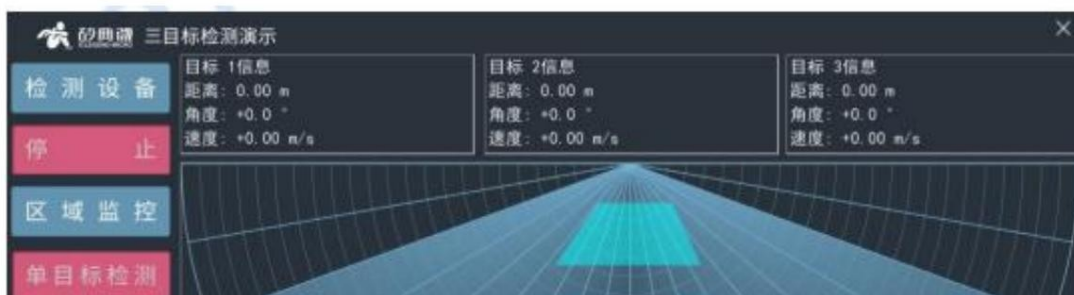 矽典微 三目标检测演示
检测设备
停止
区域监控
单目标检测
目标 1信息
距离: 0.00 m
角度: +0.0 °
速度: +0.00 m/s
目标 2信息
距离: 0.00 m
角度: +0.0 °
速度: +0.00 m/s
目标 3信息
距离: 0.00 m
角度: +0.0 °
速度: +0.00 m/s